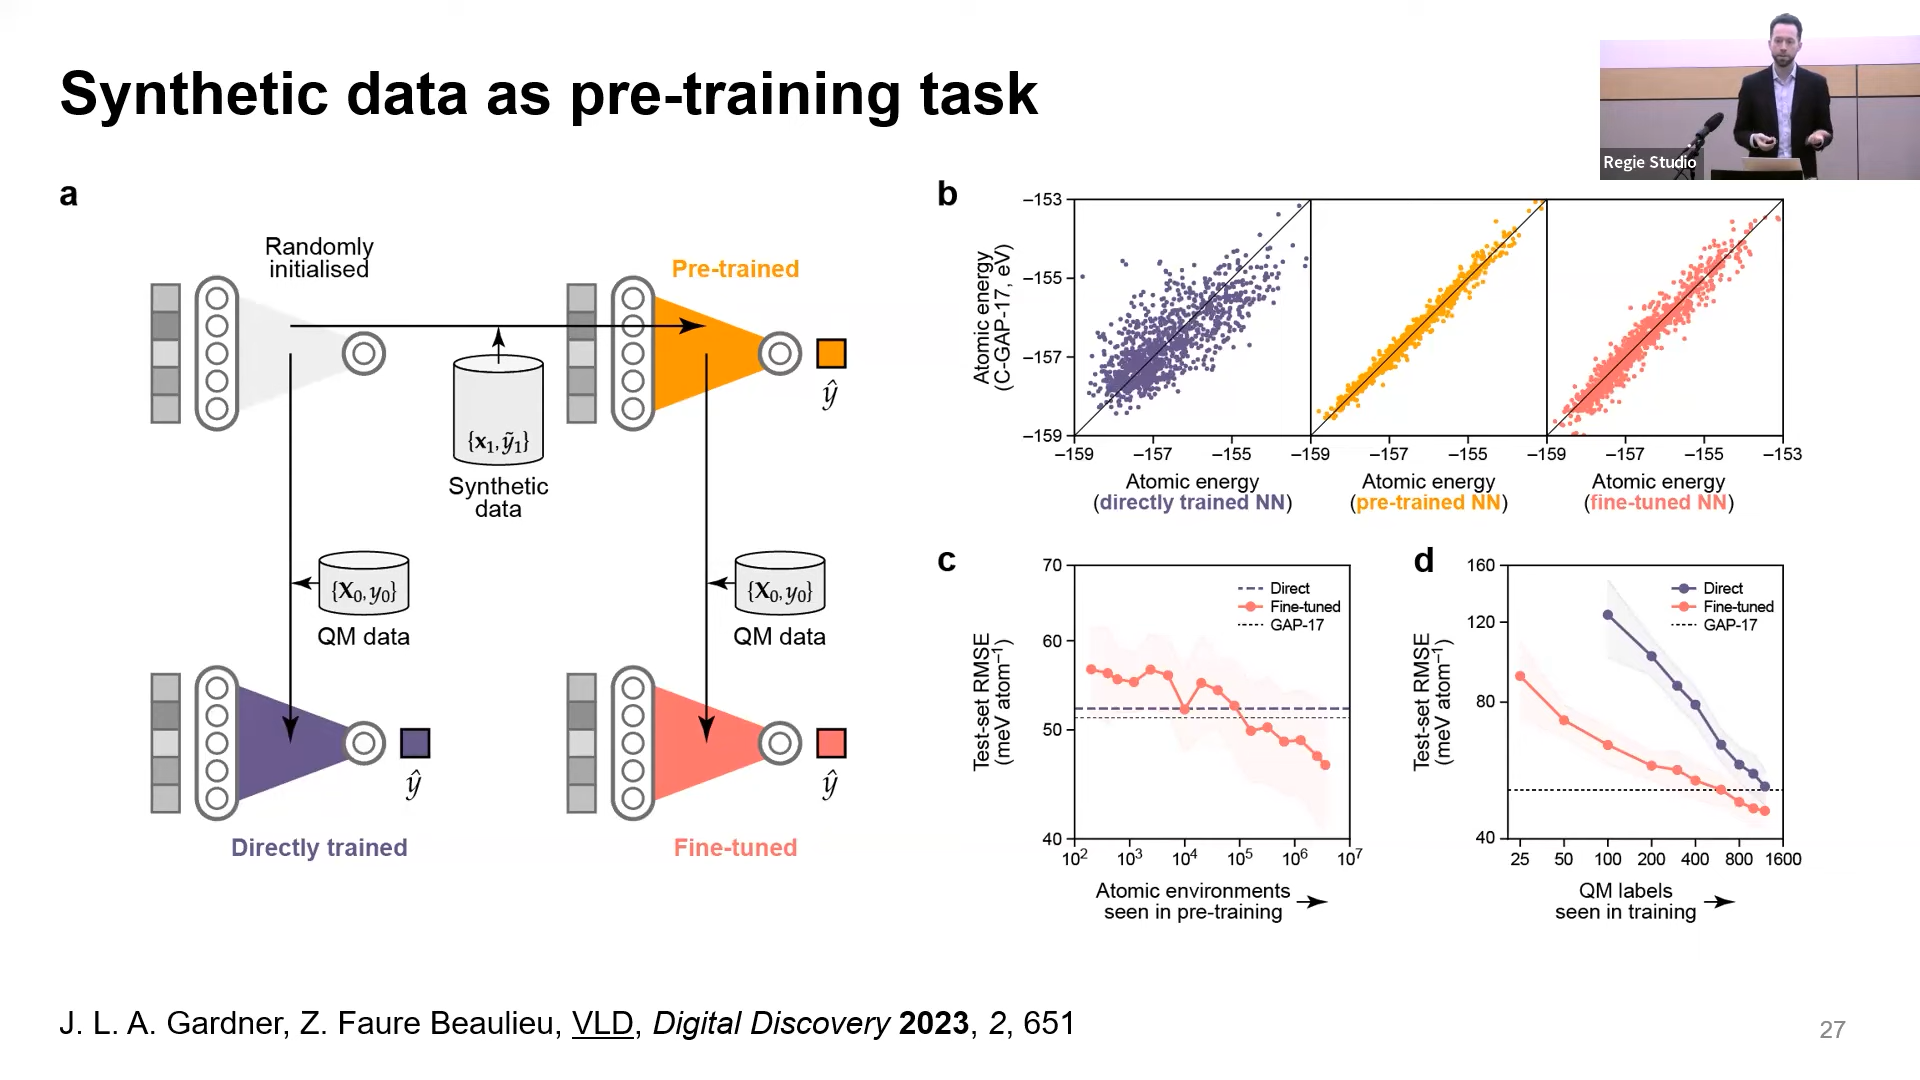 Synthetic data as pre-training task
Regie Studio
a
Randomly
initialised
Pre-trained
ŷ
{x₁, ỹ₁}
Synthetic
data
{X₀, y₀}
QM data
{X₀, y₀}
QM data
ŷ
ŷ
Directly trained
Fine-tuned
b
Atomic energy
(C-GAP-17, eV)
–153
–155
–157
–159
–159 –157 –155 –159 –157 –155 –159 –157 –155 –153
Atomic energy
(directly trained NN)
Atomic energy
(pre-trained NN)
Atomic energy
(fine-tuned NN)
c
Test-set RMSE
(meV atom⁻¹)
70
60
50
40
Direct
Fine-tuned
GAP-17
10² 10³ 10⁴ 10⁵ 10⁶ 10⁷
Atomic environments
seen in pre-training
d
Test-set RMSE
(meV atom⁻¹)
160
120
80
40
Direct
Fine-tuned
GAP-17
25 50 100 200 400 800 1600
QM labels
seen in training
J. L. A. Gardner, Z. Faure Beaulieu, VLD, Digital Discovery 2023, 2, 651
27